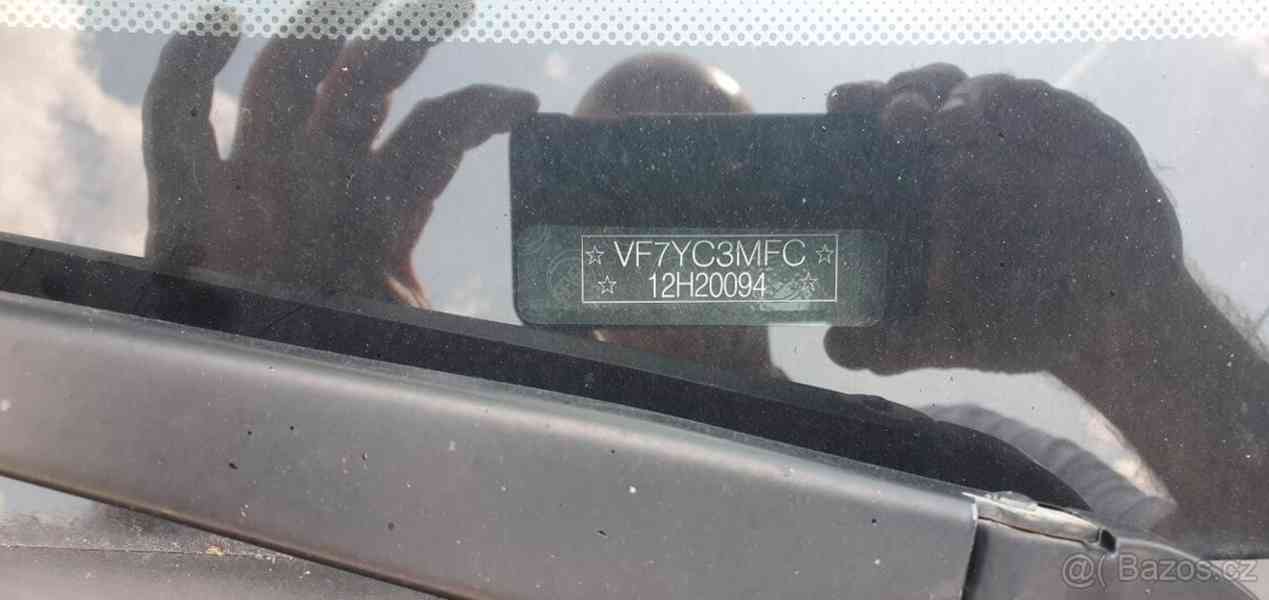 ☆ VF7YC3MFC ☆
☆ 12H20094 ☆
@( Bazos.cz